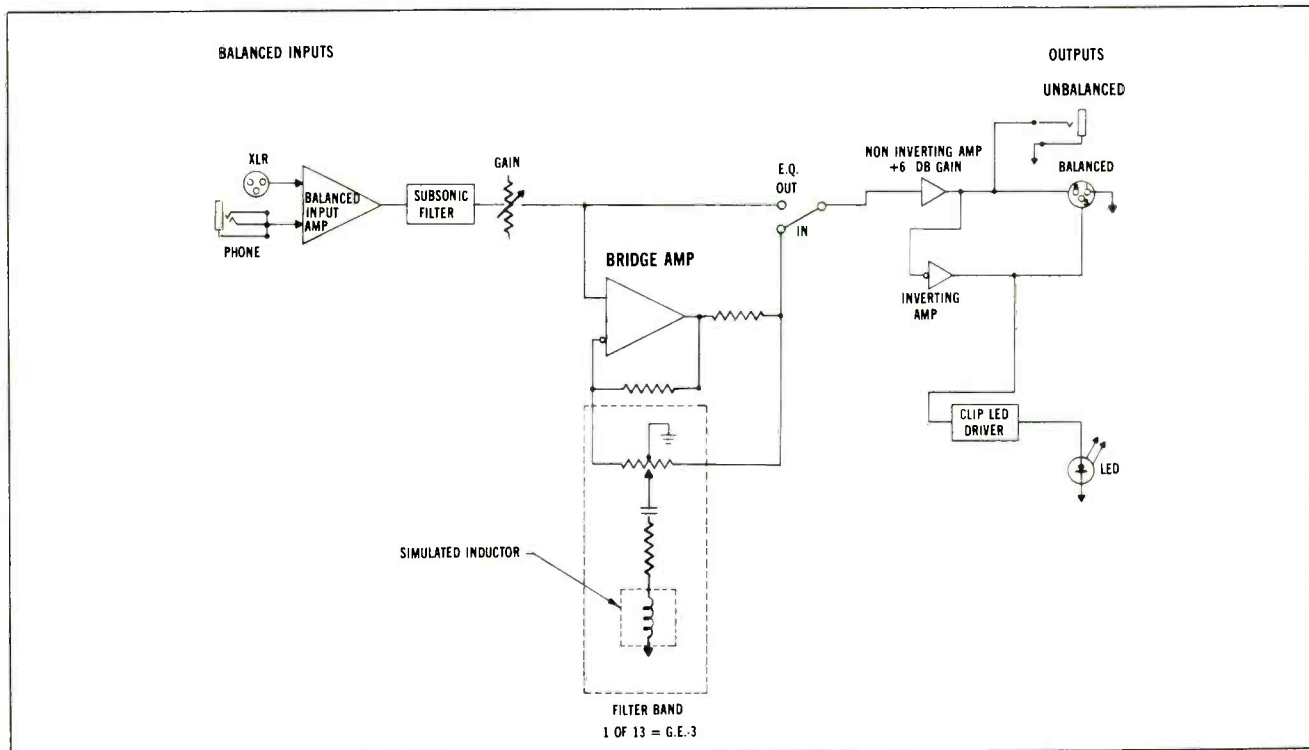 BALANCED INPUTS
OUTPUTS
UNBALANCED
XLR
BALANCED
INPUT
AMP
PHONE
SUBSONIC
FILTER
GAIN
E.Q.
OUT
IN
NON INVERTING AMP
+6 DB GAIN
BALANCED
BRIDGE AMP
INVERTING
AMP
CLIP LED
DRIVER
LED
SIMULATED INDUCTOR
FILTER BAND
1 OF 13 = G.E.-3